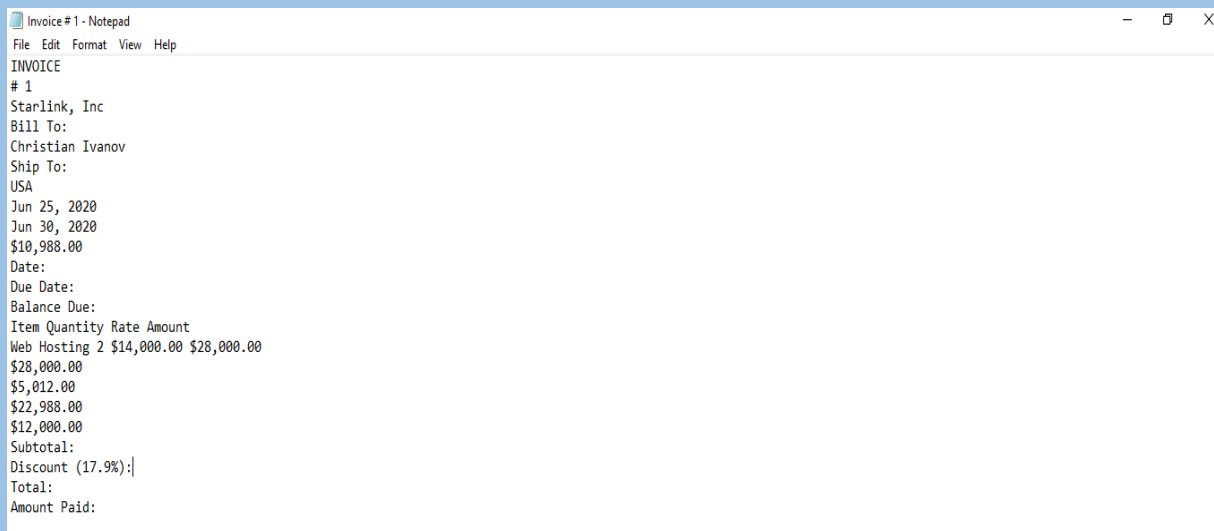 Invoice # 1 - Notepad
File Edit Format View Help
INVOICE
# 1
Starlink, Inc
Bill To:
Christian Ivanov
Ship To:
USA
Jun 25, 2020
Jun 30, 2020
$10,988.00
Date:
Due Date:
Balance Due:
Item Quantity Rate Amount
Web Hosting 2 $14,000.00 $28,000.00
$28,000.00
$5,012.00
$22,988.00
$12,000.00
Subtotal:
Discount (17.9%):
Total:
Amount Paid: